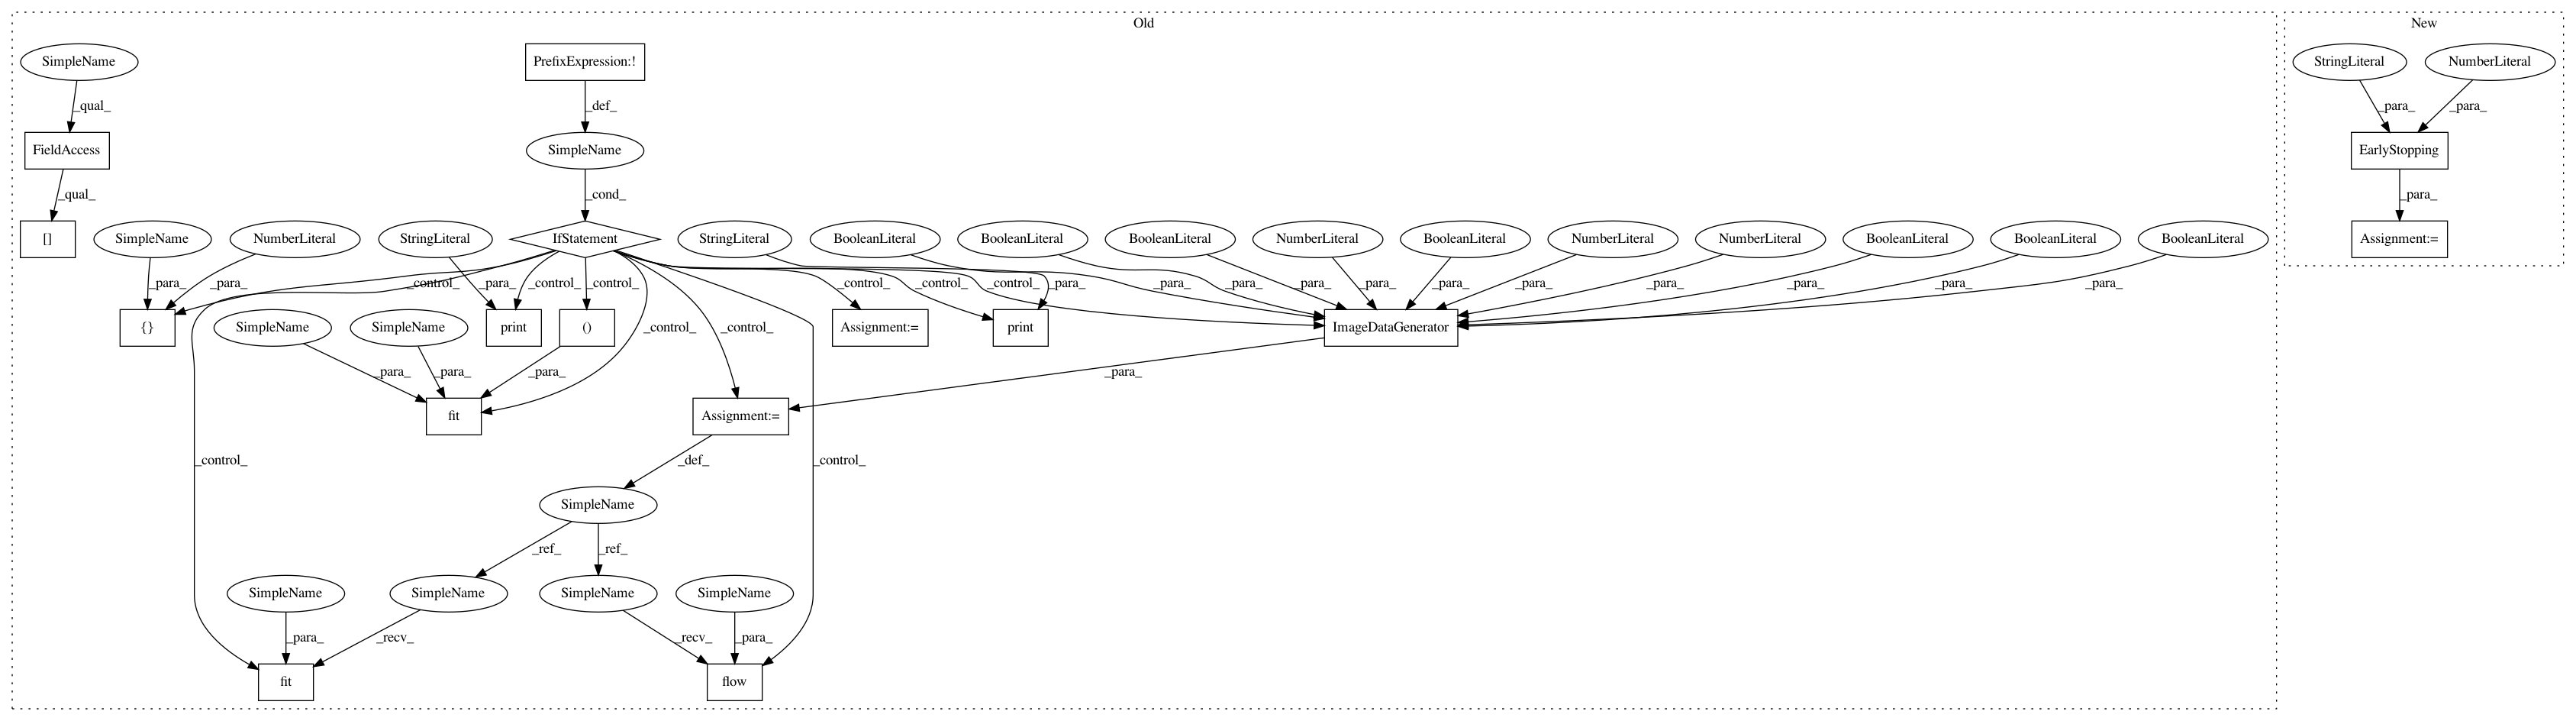 Old
New
SimpleName
PrefixExpression:!
StringLiteral
NumberLiteral
_qual_
_def_
_para_
_para_
FieldAccess
SimpleName
EarlyStopping
_qual_
_cond_
_para_
[]
SimpleName
NumberLiteral
StringLiteral
IfStatement
StringLiteral
BooleanLiteral
BooleanLiteral
BooleanLiteral
NumberLiteral
BooleanLiteral
NumberLiteral
NumberLiteral
BooleanLiteral
BooleanLiteral
BooleanLiteral
Assignment:=
_para_
_para_
_control_
_para_
_control_
_control_
_control_
_control_
_control_
_para_
_para_
_para_
_para_
_para_
_para_
_para_
_para_
_para_
_para_
_para_
{}
SimpleName
SimpleName
print
()
_control_
_control_
Assignment:=
print
ImageDataGenerator
_para_
_para_
_para_
_para_
fit
Assignment:=
_control_
_def_
_control_
SimpleName
_ref_
_ref_
SimpleName
SimpleName
SimpleName
SimpleName
_para_
_recv_
_recv_
_para_
fit
flow